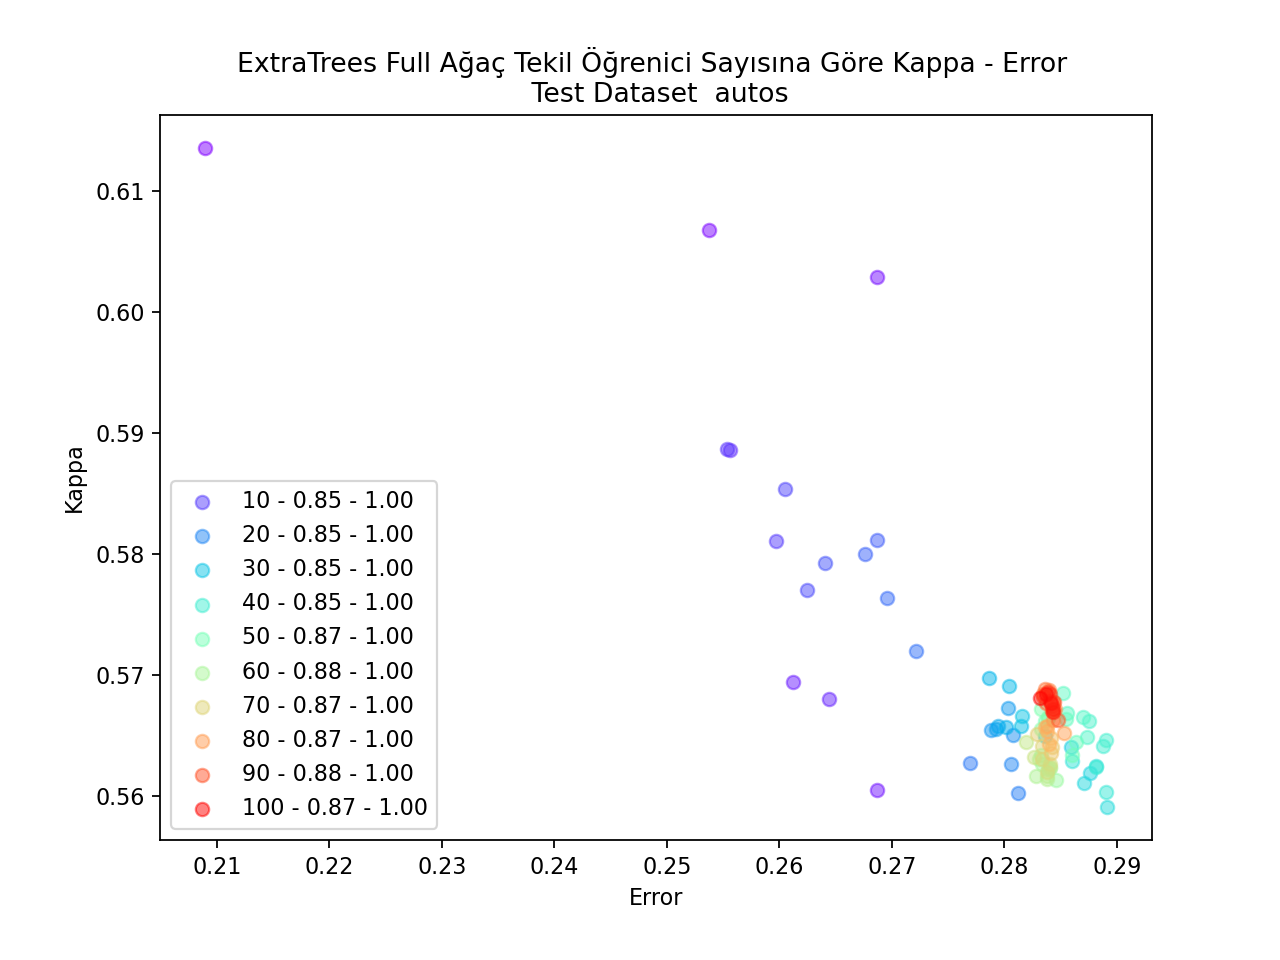 ExtraTrees Full Ağaç Tekil Öğrenici Sayısına Göre Kappa - Error
Test Dataset  autos
Kappa
0.61
0.60
0.59
0.58
0.57
0.56
10 - 0.85 - 1.00
20 - 0.85 - 1.00
30 - 0.85 - 1.00
40 - 0.85 - 1.00
50 - 0.87 - 1.00
60 - 0.88 - 1.00
70 - 0.87 - 1.00
80 - 0.87 - 1.00
90 - 0.88 - 1.00
100 - 0.87 - 1.00
0.21 0.22 0.23 0.24 0.25 0.26 0.27 0.28 0.29
Error